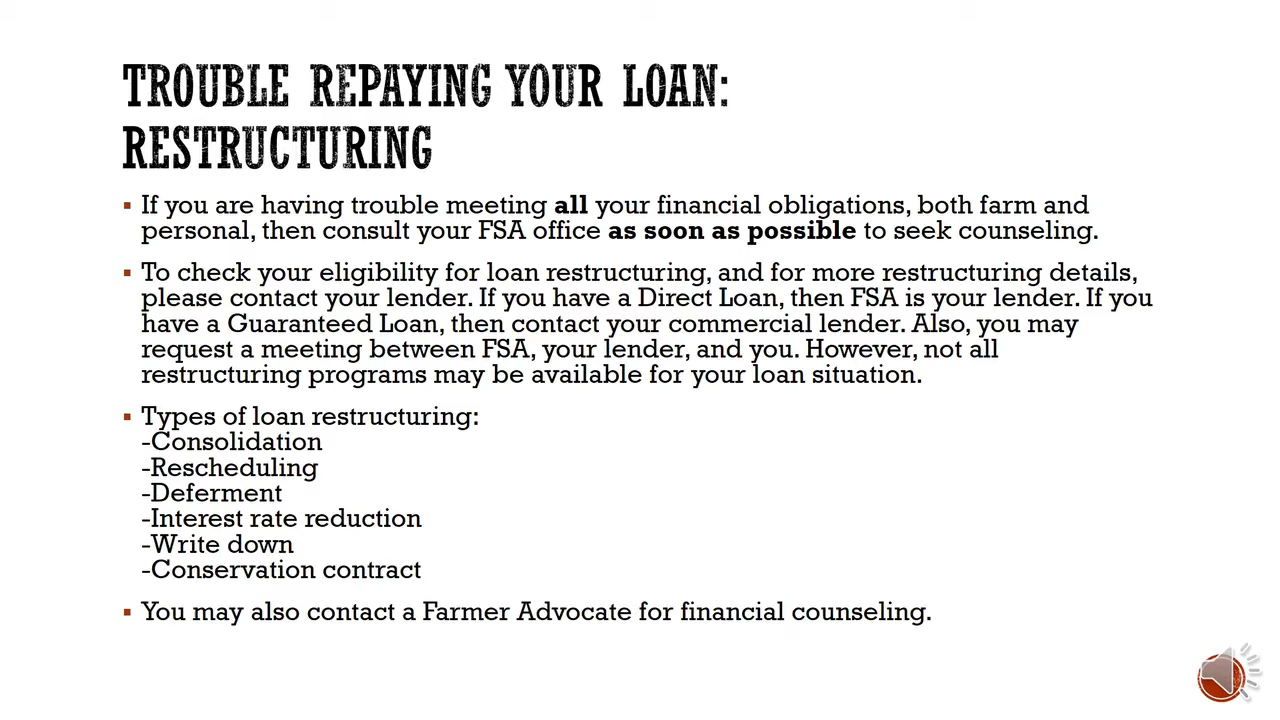 TROUBLE REPAYING YOUR LOAN:
RESTRUCTURING
▪ If you are having trouble meeting all your financial obligations, both farm and
personal, then consult your FSA office as soon as possible to seek counseling.
▪ To check your eligibility for loan restructuring, and for more restructuring details,
please contact your lender. If you have a Direct Loan, then FSA is your lender. If you
have a Guaranteed Loan, then contact your commercial lender. Also, you may
request a meeting between FSA, your lender, and you. However, not all
restructuring programs may be available for your loan situation.
▪ Types of loan restructuring:
-Consolidation
-Rescheduling
-Deferment
-Interest rate reduction
-Write down
-Conservation contract
▪ You may also contact a Farmer Advocate for financial counseling.